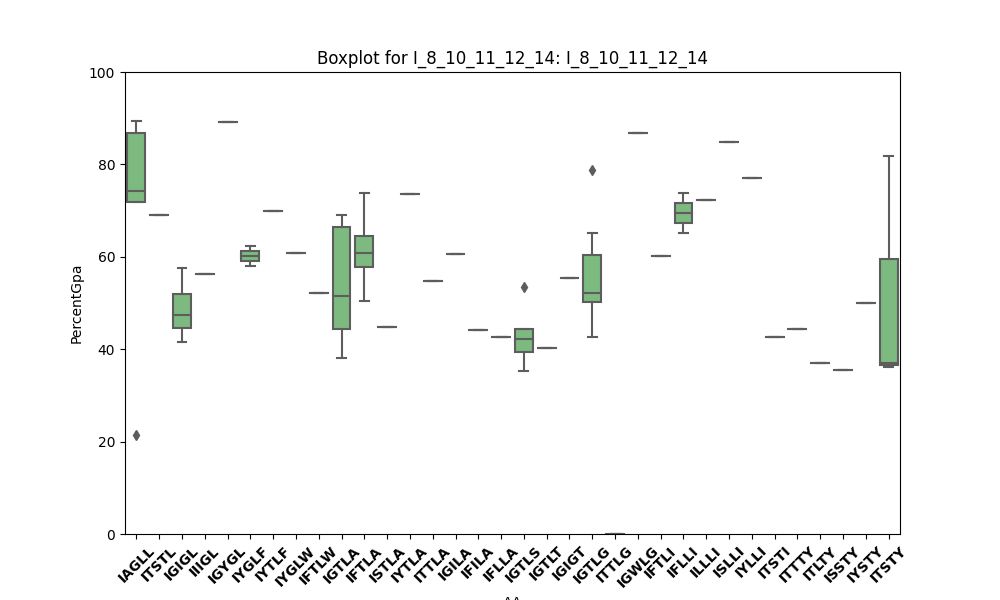 Boxplot for I_8_10_11_12_14: I_8_10_11_12_14
100
80
60
40
20
0
PercentGpa
IAGLL ITSTL IGIGL IIIGL IGYGL IYGLF IYTLF IYGLW IFTLW IGTLA IFTLA ISTLA IYTLA ITTLA IGILA IFILA IFLLA IGTLS IGTLT IGIGT IGTLG ITTLG IGWLG IFTLI IFLLI ILLLI ISLLI IYLLI ITSTI ITTTY ITLTY ISSTY IYSTY ITSTY